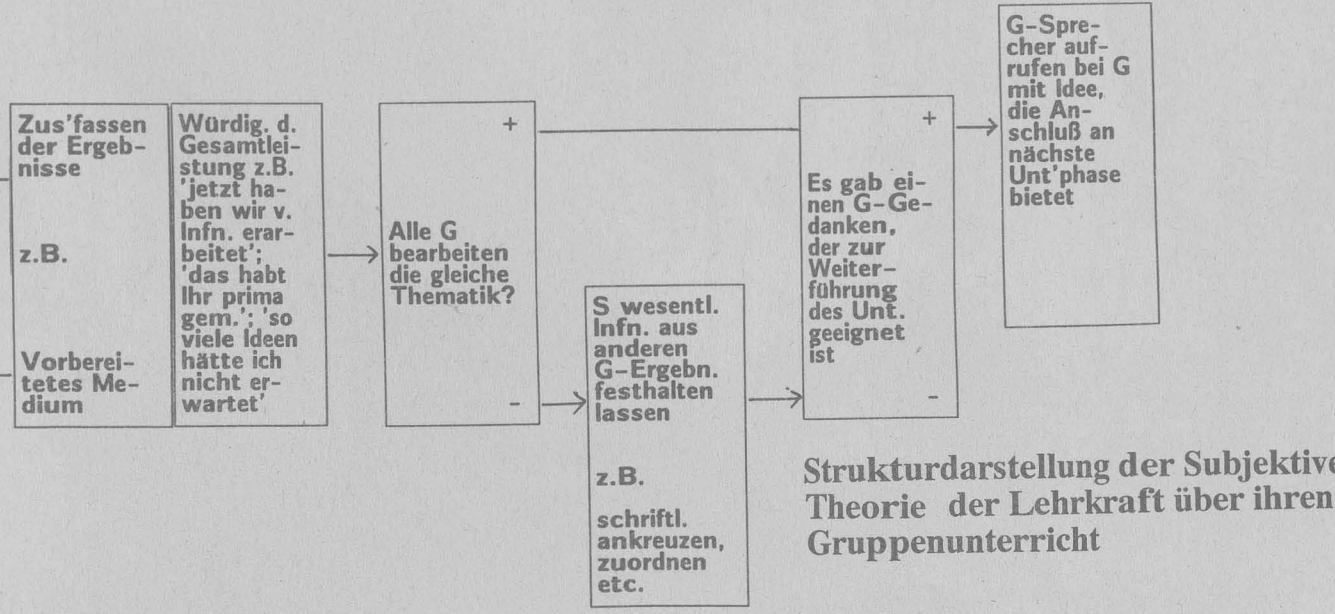 Zus'fassen
der Ergeb-
nisse
z.B.
Vorberei-
tetes Me-
dium
Würdig. d.
Gesamtlei-
stung z.B.
'jetzt ha-
ben wir v.
Infn. erar-
beitet';
'das habt
Ihr prima
gem.'; 'so
viele Ideen
hätte ich
nicht er-
wartet'
+
Alle G
bearbeiten
die gleiche
Thematik?
-
S wesentl.
Infn. aus
anderen
G-Ergebn.
festhalten
lassen
z.B.
schriftl.
ankreuzen,
zuordnen
etc.
+
Es gab ei-
nen G-Ge-
danken,
der zur
Weiter-
führung
des Unt.
geeignet
ist
-
G-Spre-
cher auf-
rufen bei G
mit Idee,
die An-
schluß an
nächste
Unt'phase
bietet
Strukturdarstellung der Subjektive
Theorie der Lehrkraft über ihren
Gruppenunterricht